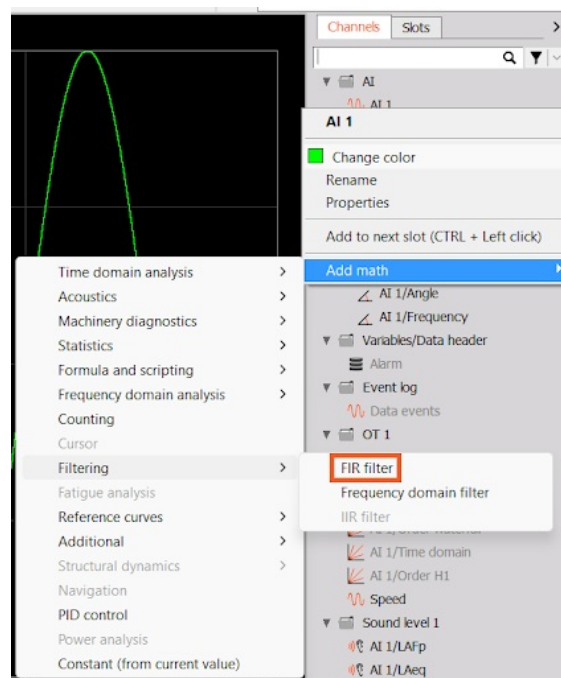 Channels
Slots
AI
AI 1
AI 1
Change color
Rename
Properties
Add to next slot (CTRL + Left click)
Add math
AI 1/Angle
AI 1/Frequency
Variables/Data header
Alarm
Event log
Data events
OT 1
Time domain analysis
Acoustics
Machinery diagnostics
Statistics
Formula and scripting
Frequency domain analysis
Counting
Cursor
Filtering
Fatigue analysis
Reference curves
Additional
Structural dynamics
Navigation
PID control
Power analysis
Constant (from current value)
FIR filter
Frequency domain filter
IIR filter
AI 1/Time domain
AI 1/Order H1
Speed
Sound level 1
AI 1/LAFp
AI 1/LAeq